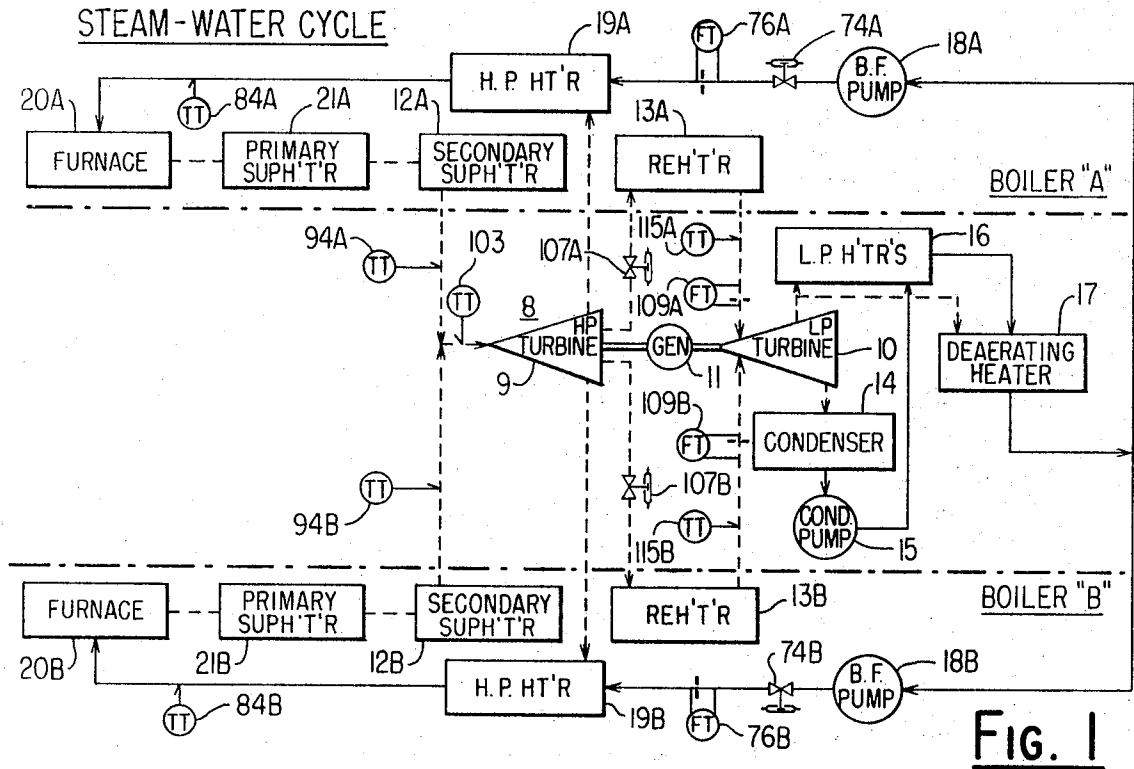 STEAM-WATER CYCLE
19A
76A
74A
18A
FT
B.F.
PUMP
H.P. HT'R
20A
TT
84A
21A
12A
13A
FURNACE
PRIMARY
SUPH'T'R
SECONDARY
SUPH'T'R
REH'T'R
BOILER "A"
94A
TT
103
TT
107A
115A
TT
109A
FT
16
L.P. H'TR'S
17
8
HP
TURBINE
9
GEN
11
LP
TURBINE
10
DEAERATING
HEATER
14
109B
FT
CONDENSER
94B
TT
107B
TT
115B
COND.
PUMP
15
BOILER "B"
FURNACE
PRIMARY
SUPH'T'R
SECONDARY
SUPH'T'R
REH'T'R
13B
20B
21B
12B
TT
84B
H.P. HT'R
19B
FT
76B
74B
B.F.
PUMP
18B
FIG. 1